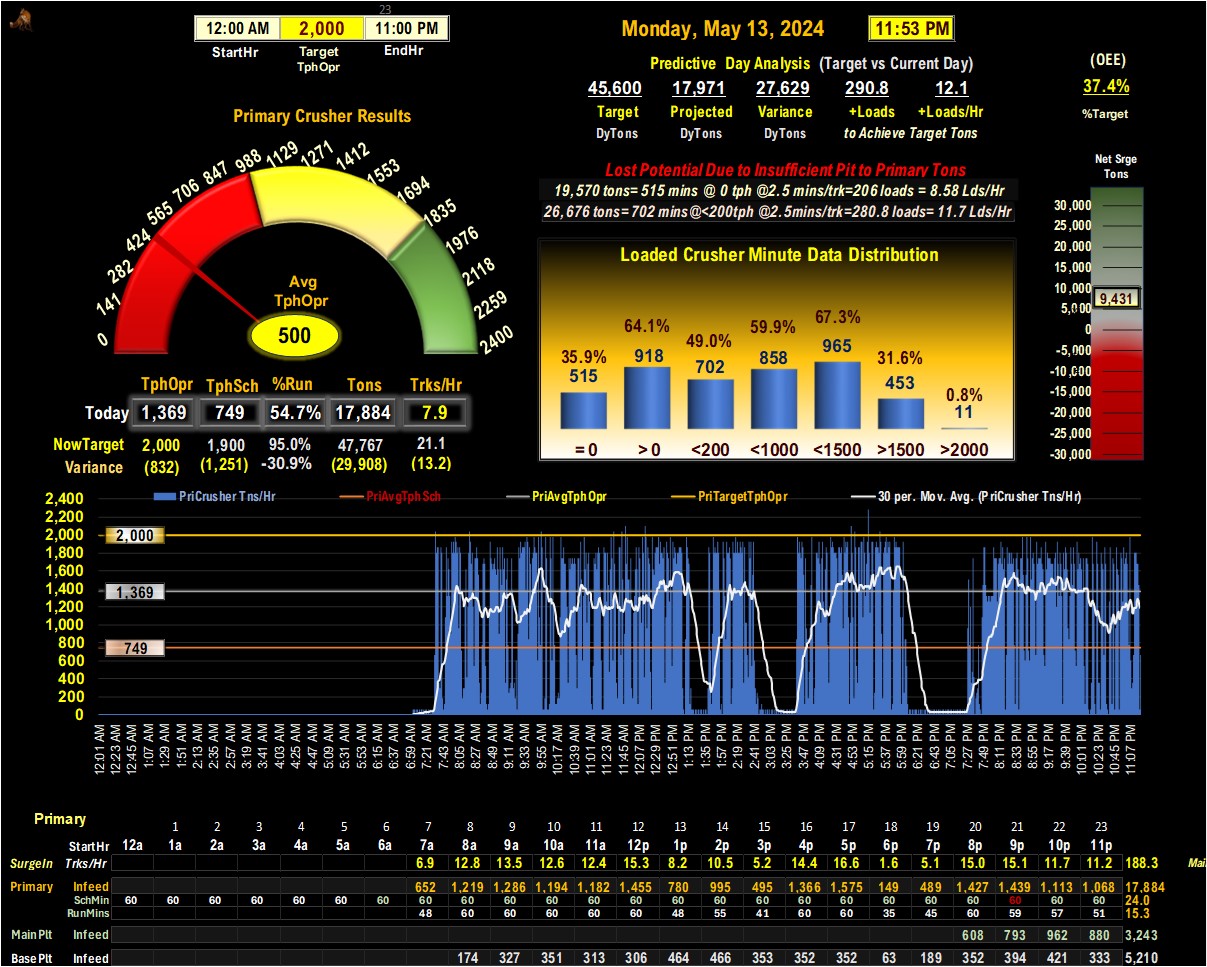 23
12:00 AM 2,000 11:00 PM
StartHr Target EndHr
TphOpr
Monday, May 13, 2024 11:53 PM
Predictive Day Analysis (Target vs Current Day)
45,600 17,971 27,629 290.8 12.1
Target Projected Variance +Loads +Loads/Hr
DyTons DyTons DyTons to Achieve Target Tons
(OEE)
37.4%
%Target
Primary Crusher Results
0 141 282 424 565 706 847 988 1129 1271 1412 1553 1694 1835 1976 2118 2259 2400
Avg
TphOpr
500
TphOpr TphSch %Run Tons Trks/Hr
Today 1,369 749 54.7% 17,884 7.9
NowTarget 2,000 1,900 95.0% 47,767 21.1
Variance (832) (1,251) -30.9% (29,908) (13.2)
Lost Potential Due to Insufficient Pit to Primary Tons
19,570 tons= 515 mins @ 0 tph @2.5 mins/trk=206 loads = 8.58 Lds/Hr
26,676 tons= 702 mins@<200tph @2.5mins/trk=280.8 loads= 11.7 Lds/Hr
Loaded Crusher Minute Data Distribution
35.9% 64.1% 49.0% 59.9% 67.3% 31.6% 0.8%
515 918 702 858 965 453 11
= 0 > 0 <200 <1000 <1500 >1500 >2000
Net Srge
Tons
30,000
25,000
20,000
15,000
10,000
9,431
5,000
0
-5,000
-10,000
-15,000
-20,000
-25,000
-30,000
PriCrusher Tns/Hr PriAvgTphSch PriAvgTphOpr PriTargetTphOpr 30 per. Mov. Avg. (PriCrusher Tns/Hr)
2,400
2,200
2,000 2,000
1,800
1,600
1,400 1,369
1,200
1,000
800 749
600
400
200
0
12:01 AM 12:23 AM 12:45 AM 1:07 AM 1:29 AM 1:51 AM 2:13 AM 2:35 AM 2:57 AM 3:19 AM 3:41 AM 4:03 AM 4:25 AM 4:47 AM 5:09 AM 5:31 AM 5:53 AM 6:15 AM 6:37 AM 6:59 AM 7:21 AM 7:43 AM 8:05 AM 8:27 AM 8:49 AM 9:11 AM 9:33 AM 9:55 AM 10:17 AM 10:39 AM 11:01 AM 11:23 AM 11:45 AM 12:07 PM 12:29 PM 12:51 PM 1:13 PM 1:35 PM 1:57 PM 2:19 PM 2:41 PM 3:03 PM 3:25 PM 3:47 PM 4:09 PM 4:31 PM 4:53 PM 5:15 PM 5:37 PM 5:59 PM 6:21 PM 6:43 PM 7:05 PM 7:27 PM 7:49 PM 8:11 PM 8:33 PM 8:55 PM 9:17 PM 9:39 PM 10:01 PM 10:23 PM 10:45 PM 11:07 PM
Primary
1 2 3 4 5 6 7 8 9 10 11 12 13 14 15 16 17 18 19 20 21 22 23
StartHr 12a 1a 2a 3a 4a 5a 6a 7a 8a 9a 10a 11a 12p 1p 2p 3p 4p 5p 6p 7p 8p 9p 10p 11p
SurgeIn Trks/Hr 6.9 12.8 13.5 12.6 12.4 15.3 8.2 10.5 5.2 14.4 16.6 1.6 5.1 15.0 15.1 11.7 11.2 188.3
Primary Infeed 652 1,219 1,286 1,194 1,182 1,455 780 995 495 1,366 1,575 149 489 1,427 1,439 1,113 1,068 17,884
SchMin 60 60 60 60 60 60 60 60 60 60 60 60 60 60 60 60 60 60 60 60 60 60 60 60 24.0
RunMins 48 60 60 60 60 60 48 55 41 60 60 35 45 60 59 57 51 15.3
MainPlt Infeed 608 793 962 880 3,243
BasePlt Infeed 174 327 351 313 306 464 466 353 352 352 63 189 352 394 421 333 5,210